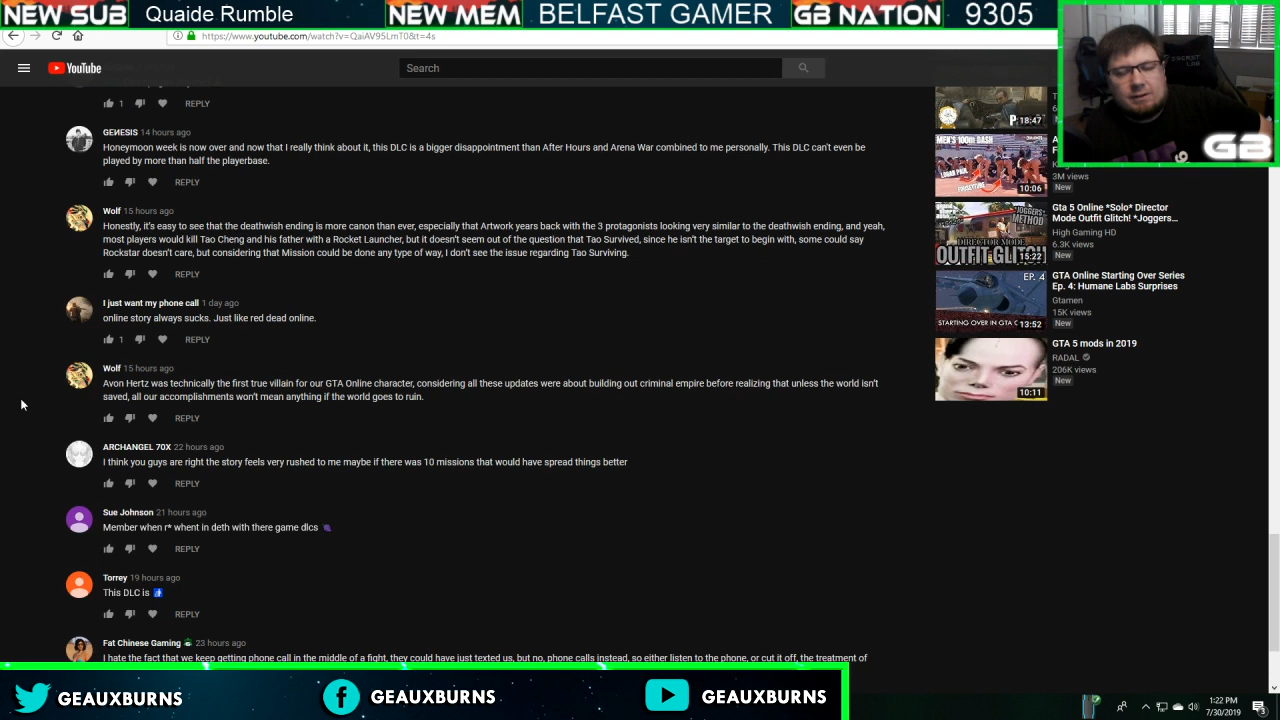 NEW SUB Quaide Rumble NEW MEM BELFAST GAMER GB NATION 9305
https://www.youtube.com/watch?v=QaiAV95LmT0&t=4s
YouTube
Search
1 REPLY
GENESIS 14 hours ago
Honeymoon week is now over and now that I really think about it, this DLC is a bigger disappointment than After Hours and Arena War combined to me personally. This DLC can't even be
played by more than half the playerbase.
REPLY
Wolf 15 hours ago
Honestly, it's easy to see that the deathwish ending is more canon than ever, especially that Artwork years back with the 3 protagonists looking very similar to the deathwish ending, and yeah,
most players would kill Tao Cheng and his father with a Rocket Launcher, but it doesn't seem out of the question that Tao Survived, since he isn't the target to begin with, some could say
Rockstar doesn't care, but considering that Mission could be done any type of way, I don't see the issue regarding Tao Surviving.
REPLY
I just want my phone call 1 day ago
online story always sucks. Just like red dead online.
1 REPLY
Wolf 15 hours ago
Avon Hertz was technically the first true villain for our GTA Online character, considering all these updates were about building out criminal empire before realizing that unless the world isn't
saved, all our accomplishments won't mean anything if the world goes to ruin.
REPLY
ARCHANGEL 70X 22 hours ago
I think you guys are right the story feels very rushed to me maybe if there was 10 missions that would have spread things better
REPLY
Sue Johnson 21 hours ago
Member when r* whent in deth with there game dlcs 🍆
REPLY
Torrey 19 hours ago
This DLC is 🚮
REPLY
Fat Chinese Gaming 23 hours ago
I hate the fact that we keep getting phone call in the middle of a fight, they could have just texted us, but no, phone calls instead, so either listen to the phone, or cut it off, the treatment of
18:47
MEN'S 100m DASH
LOGAN PAUL
10:06
3M views
New
JOGGERS METHOD
DIRECTOR MODE
OUTFIT GLITCH
15:22
Gta 5 Online *Solo* Director
Mode Outfit Glitch! *Joggers...
High Gaming HD
6.3K views
New
EP. 4
STARTING OVER IN GTA
13:52
GTA Online Starting Over Series
Ep. 4: Humane Labs Surprises
Gtamen
15K views
New
10:11
GTA 5 mods in 2019
RADAL
206K views
New
GB
GEAUXBURNS GEAUXBURNS GEAUXBURNS
1:22 PM
7/30/2019
3